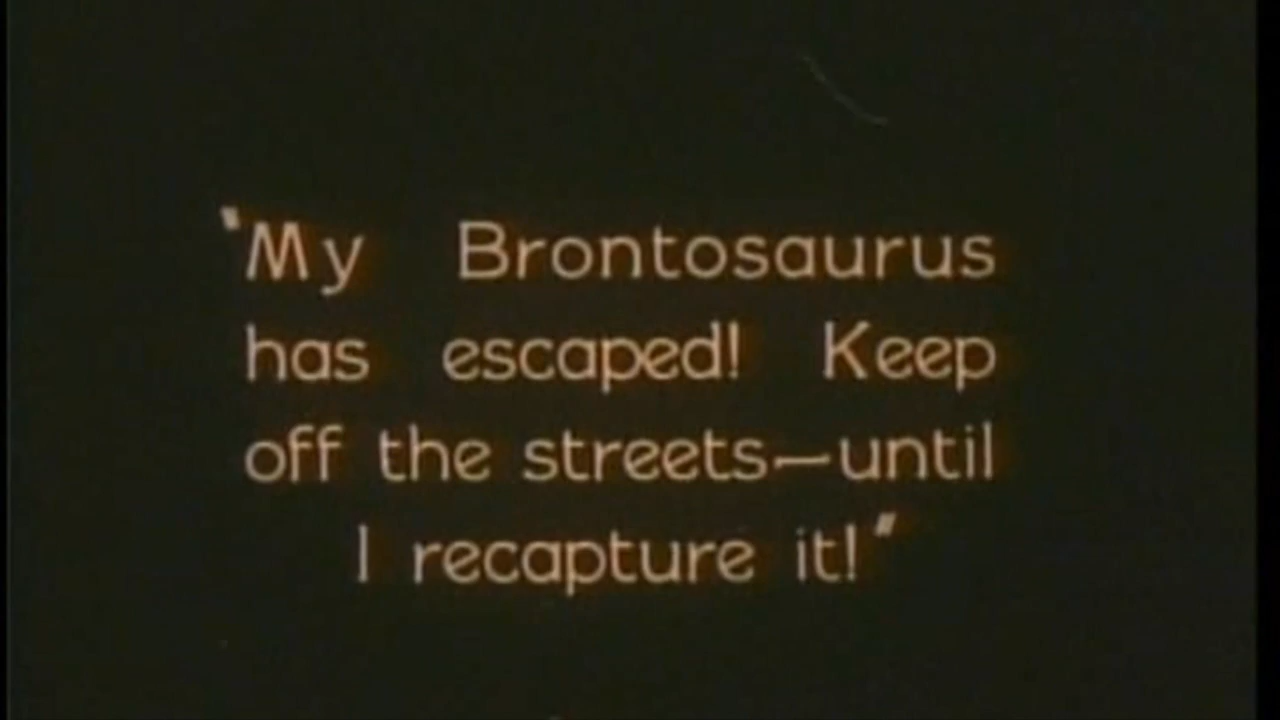 "My Brontosaurus
has escaped! Keep
off the streets—until
I recapture it!"